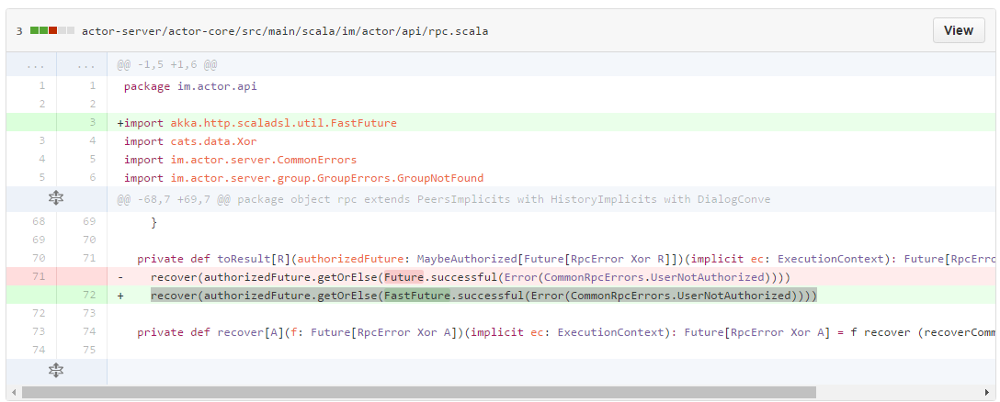 3 actor-server/actor-core/src/main/scala/im/actor/api/rpc.scala View
... ... @@ -1,5 +1,6 @@
1 1 package im.actor.api
2 2
3 +import akka.http.scaladsl.util.FastFuture
3 4 import cats.data.Xor
4 5 import im.actor.server.CommonErrors
5 6 import im.actor.server.group.GroupErrors.GroupNotFound
@@ -68,7 +69,7 @@ package object rpc extends PeersImplicits with HistoryImplicits with DialogConve
68 69 }
69 70
70 71 private def toResult[R](authorizedFuture: MaybeAuthorized[Future[RpcError Xor R]])(implicit ec: ExecutionContext): Future[RpcErro
71 - recover(authorizedFuture.getOrElse(Future.successful(Error(CommonRpcErrors.UserNotAuthorized))))
72 + recover(authorizedFuture.getOrElse(FastFuture.successful(Error(CommonRpcErrors.UserNotAuthorized))))
72 73
73 74 private def recover[A](f: Future[RpcError Xor A])(implicit ec: ExecutionContext): Future[RpcError Xor A] = f recover (recoverComm
74 75